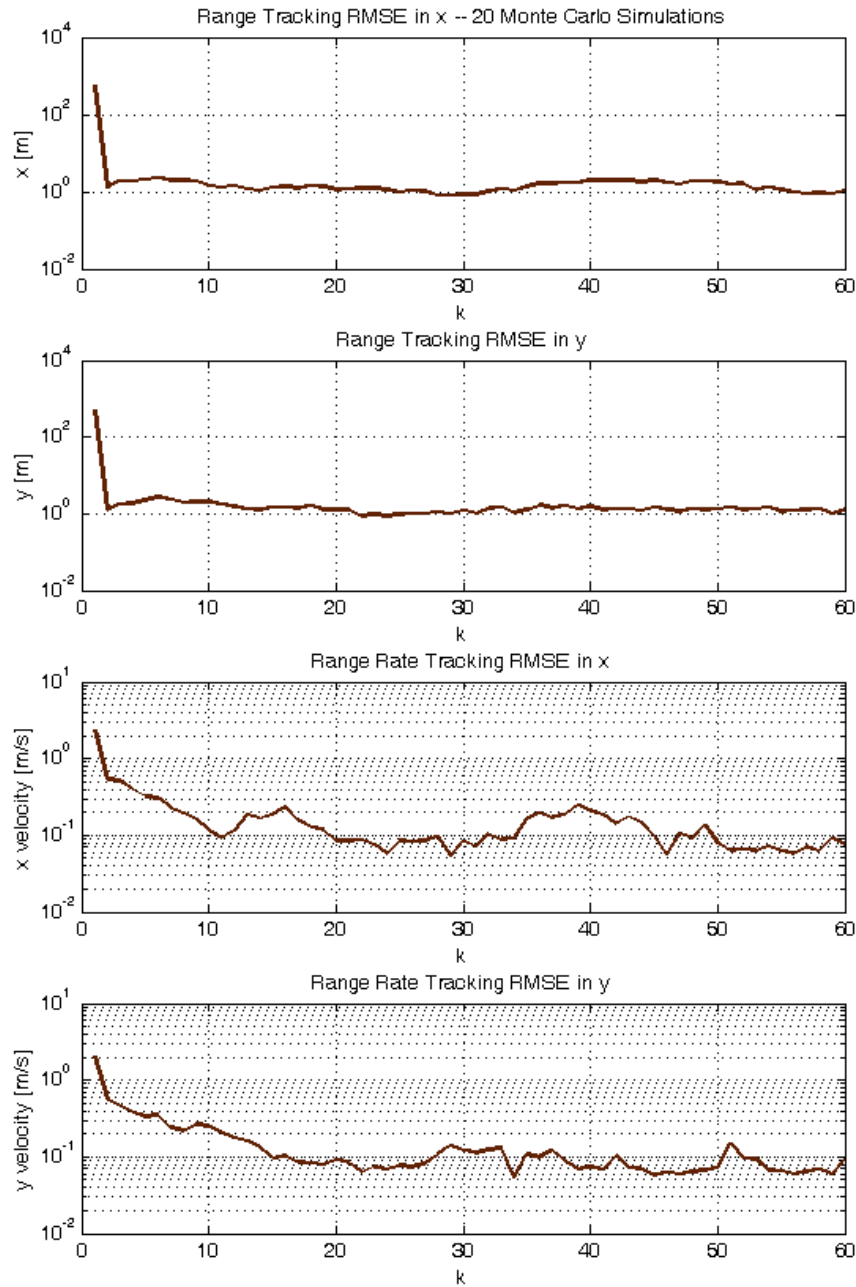 Range Tracking RMSE in x -- 20 Monte Carlo Simulations
x [m]
10^4
10^2
10^0
10^-2
0 10 20 30 40 50 60
k
Range Tracking RMSE in y
y [m]
10^4
10^2
10^0
10^-2
0 10 20 30 40 50 60
k
Range Rate Tracking RMSE in x
x velocity [m/s]
10^1
10^0
10^-1
10^-2
0 10 20 30 40 50 60
k
Range Rate Tracking RMSE in y
y velocity [m/s]
10^1
10^0
10^-1
10^-2
0 10 20 30 40 50 60
k